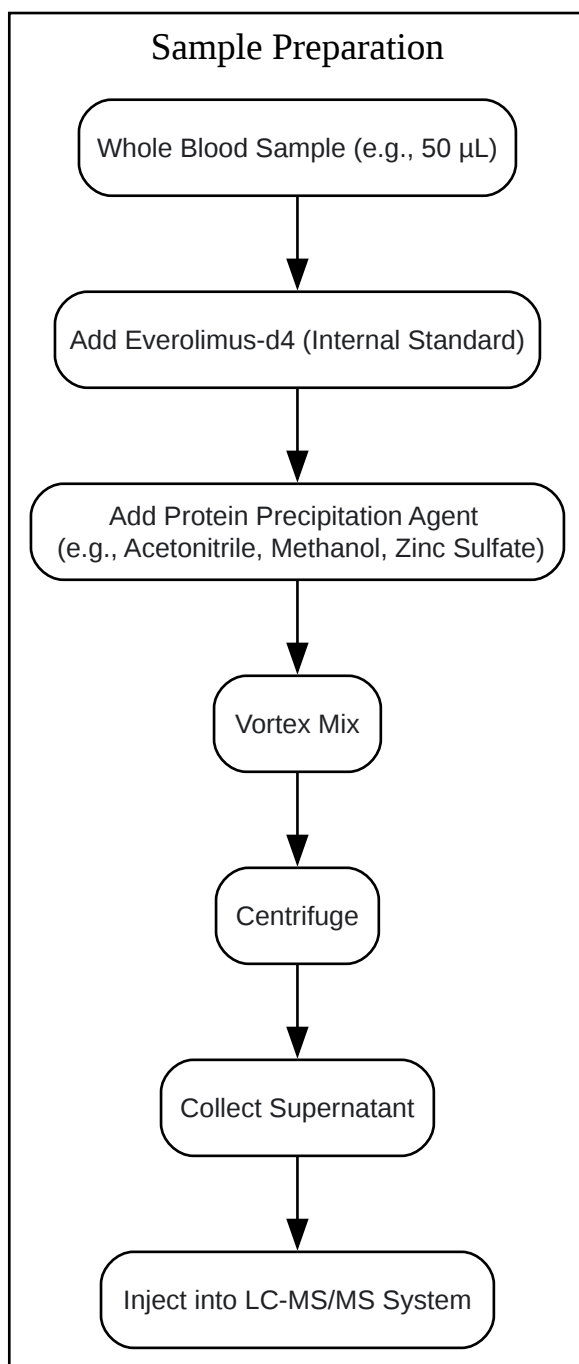 Sample Preparation
Whole Blood Sample (e.g., 50 µL)
Add Everolimus-d4 (Internal Standard)
Add Protein Precipitation Agent
(e.g., Acetonitrile, Methanol, Zinc Sulfate)
Vortex Mix
Centrifuge
Collect Supernatant
Inject into LC-MS/MS System